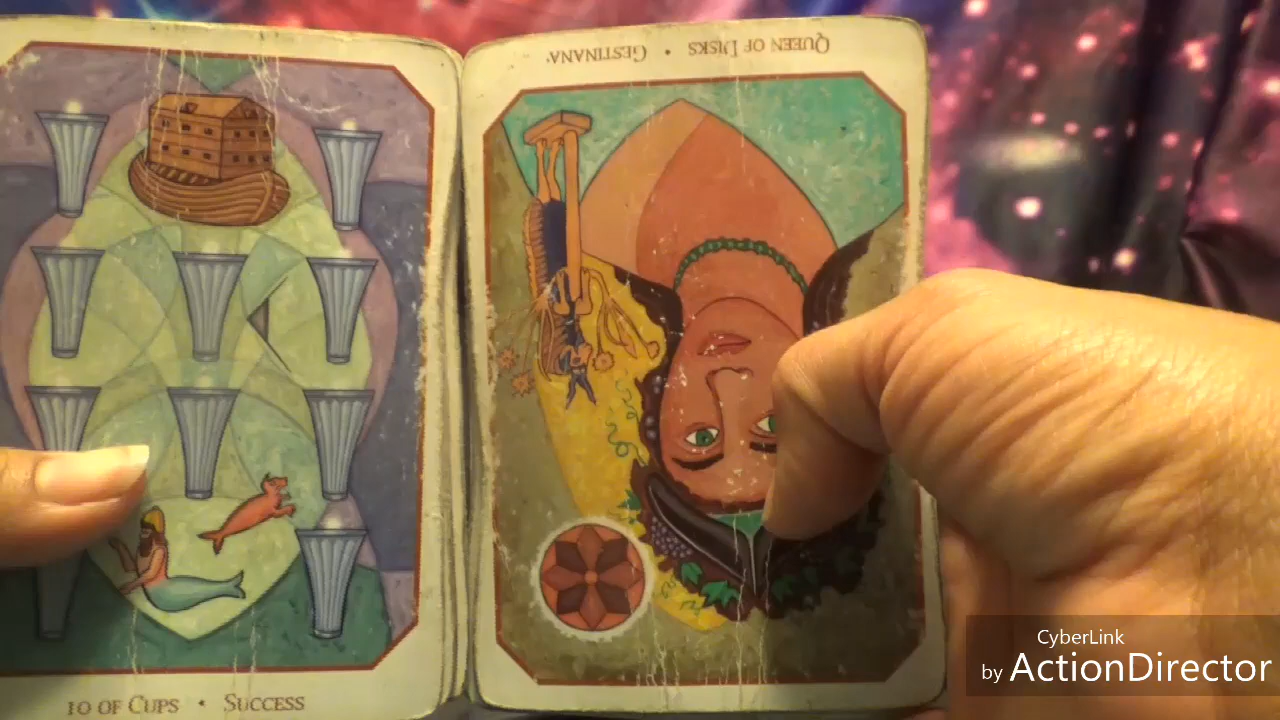 QUEEN OF DISKS • GESTINANA
10 OF CUPS • SUCCESS
CyberLink
by ActionDirector